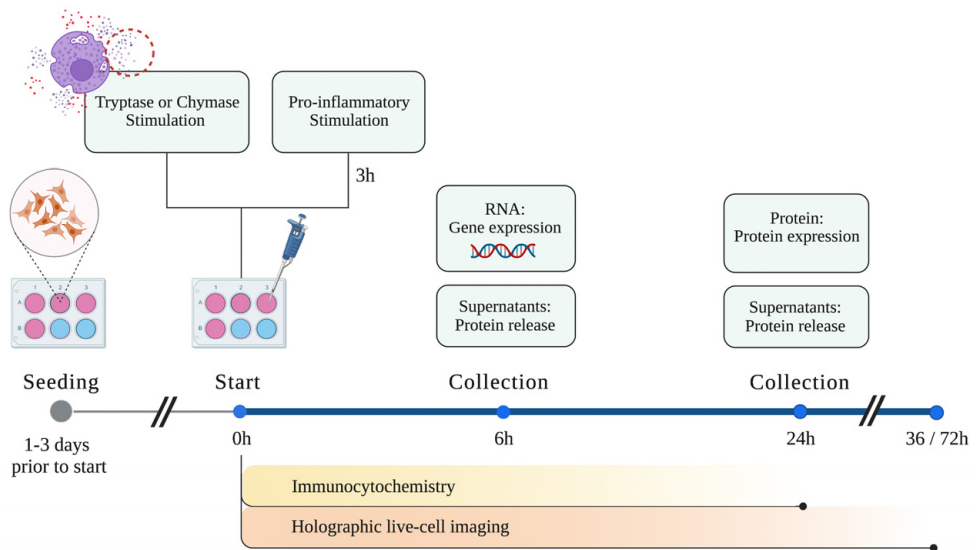 Tryptase or Chymase
Stimulation
Pro-inflammatory
Stimulation
3h
RNA:
Gene expression
Protein:
Protein expression
Supernatants:
Protein release
Supernatants:
Protein release
1 2 3
A
B
1 2 3
A
B
Seeding
Start
Collection
Collection
1-3 days
prior to start
0h
6h
24h
36 / 72h
Immunocytochemistry
Holographic live-cell imaging